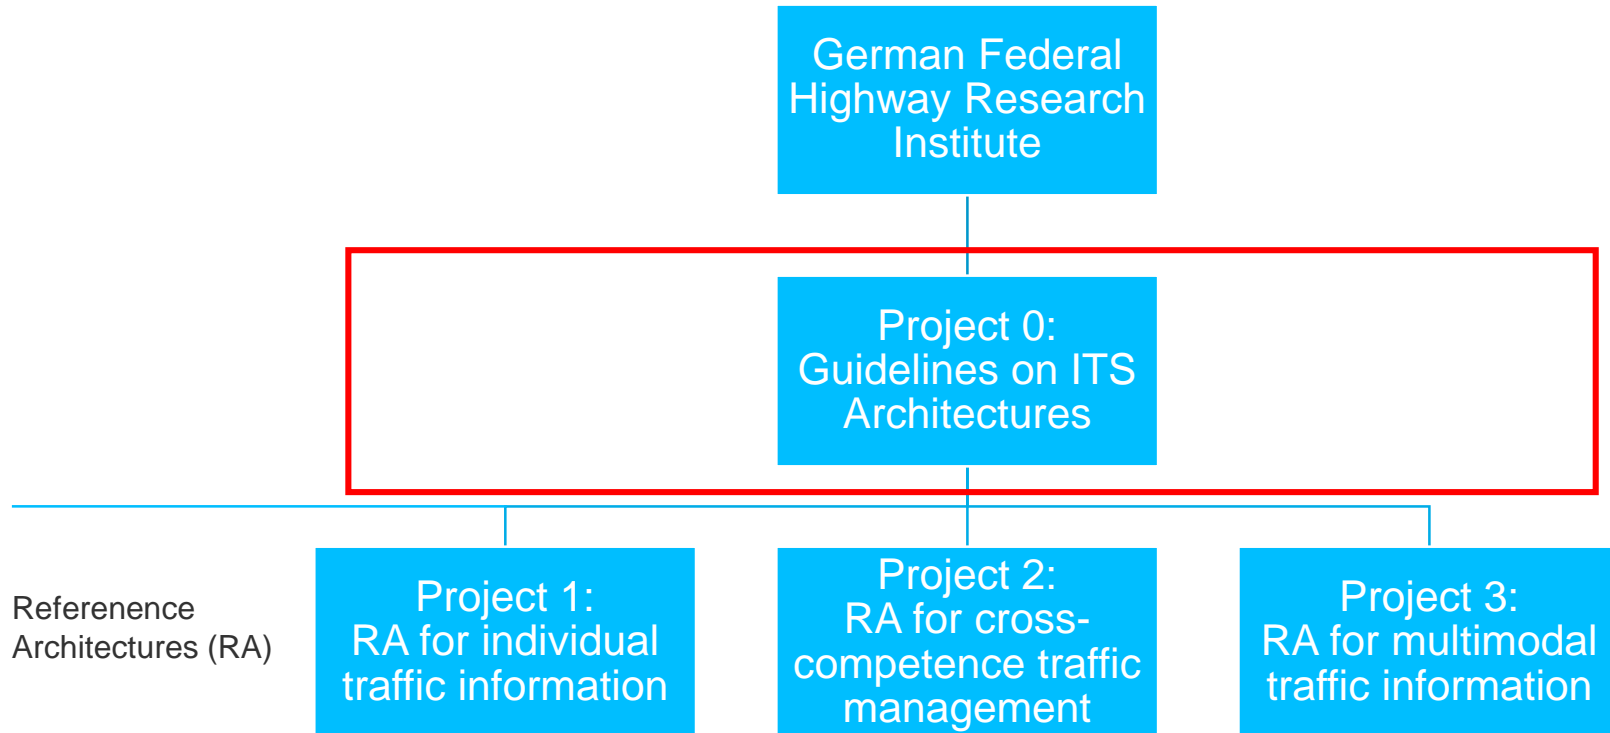 German Federal
Highway Research
Institute
Project 0:
Guidelines on ITS
Architectures
Referenence
Architectures (RA)
Project 1:
RA for individual
traffic information
Project 2:
RA for cross-
competence traffic
management
Project 3:
RA for multimodal
traffic information